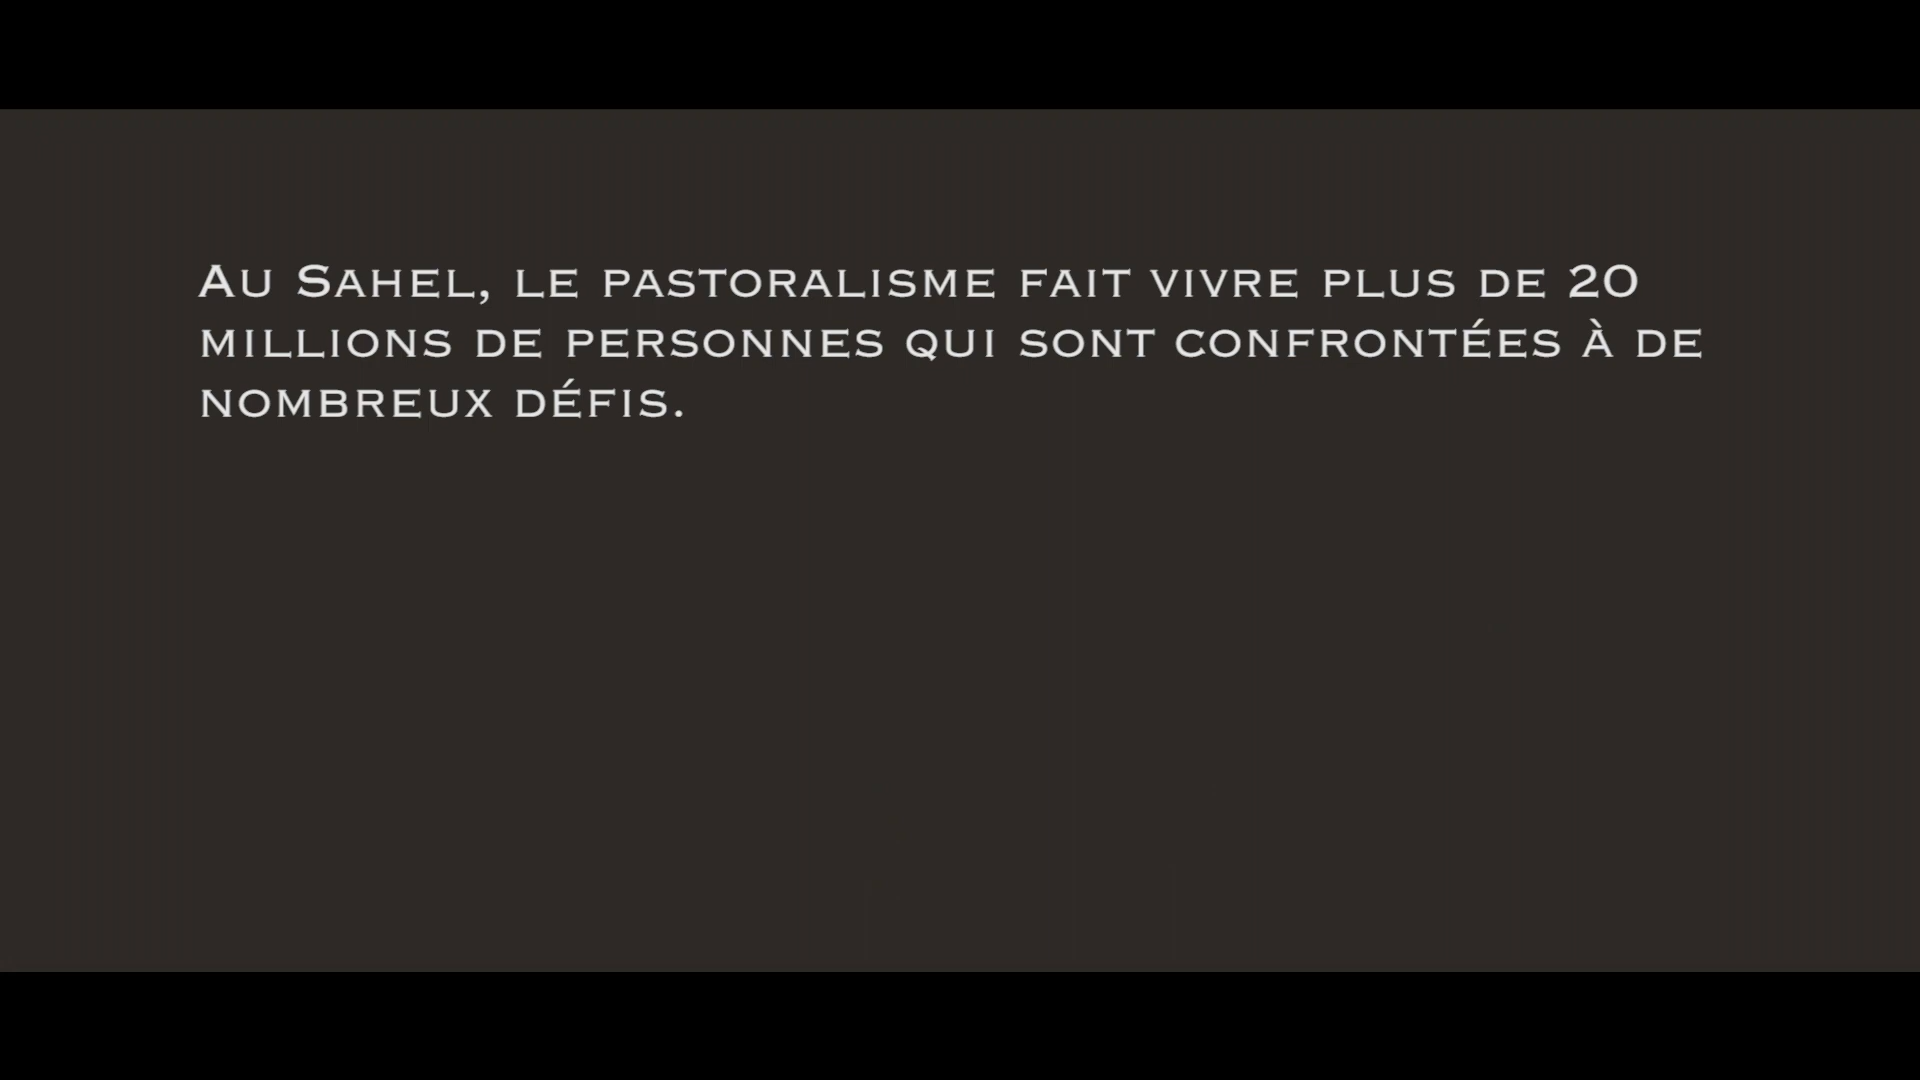 Au Sahel, le pastoralisme fait vivre plus de 20
millions de personnes qui sont confrontées à de
nombreux défis.